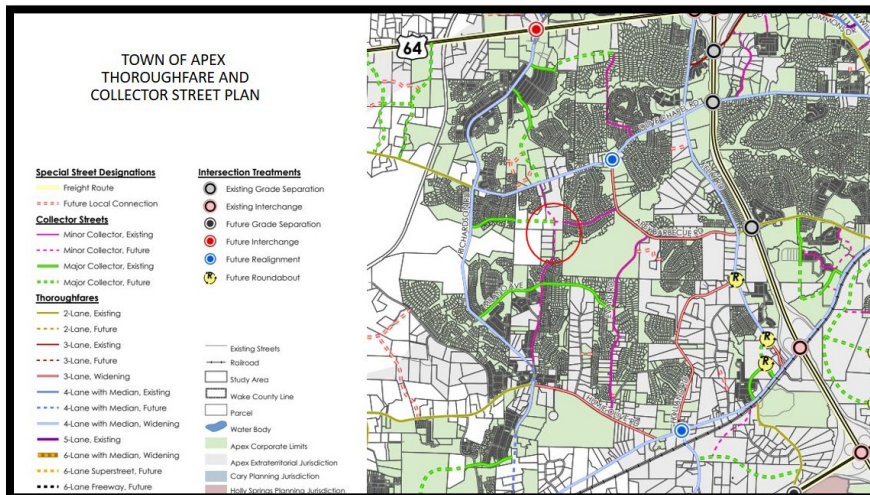 TOWN OF APEX
THOROUGHFARE AND
COLLECTOR STREET PLAN
Special Street Designations
Freight Route
Future Local Connection
Collector Streets
Minor Collector, Existing
Minor Collector, Future
Major Collector, Existing
Major Collector, Future
Thoroughfares
2-Lane, Existing
2-Lane, Future
3-Lane, Existing
3-Lane, Future
3-Lane, Widening
4-Lane with Median, Existing
4-Lane with Median, Future
4-Lane with Median, Widening
5-Lane, Existing
6-Lane with Median, Widening
6-Lane Superstreet, Future
6-Lane Freeway, Future
Intersection Treatments
Existing Grade Separation
Existing Interchange
Future Grade Separation
Future Interchange
Future Realignment
R
Future Roundabout
Existing Streets
Railroad
Study Area
Wake County Line
Parcel
Water Body
Apex Corporate Limits
Apex Extraterritorial Jurisdiction
Cary Planning Jurisdiction
Holly Springs Planning Jurisdiction
64
RICHARDSON RD
APEX BARBECUE RD
R
R
R